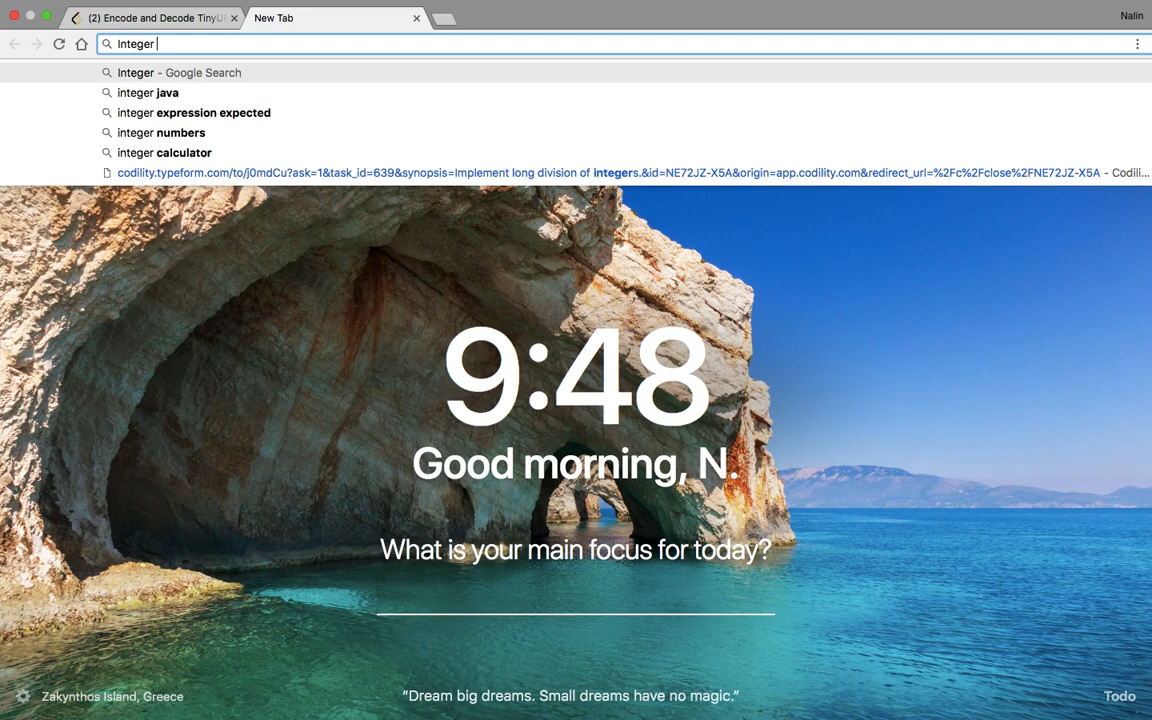 (2) Encode and Decode TinyU
New Tab
Nalin
Integer
Integer - Google Search
integer java
integer expression expected
integer numbers
integer calculator
codility.typeform.com/to/j0mdCu?ask=1&task_id=639&synopsis=Implement long division of integers.&id=NE72JZ-X5A&origin=app.codility.com&redirect_url=%2Fc%2Fclose%2FNE72JZ-X5A - Codili...
9:48
Good morning, N.
What is your main focus for today?
Zakynthos Island, Greece
“Dream big dreams. Small dreams have no magic.”
Todo